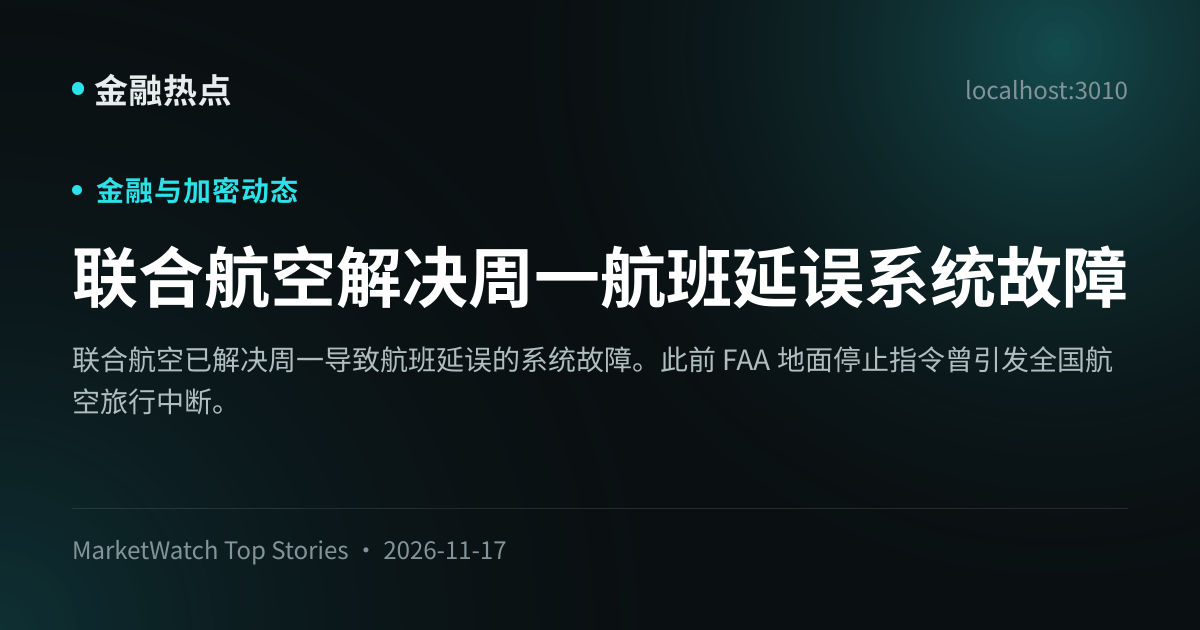 金融热点
localhost:3010
金融与加密动态
联合航空解决周一航班延误系统故障
联合航空已解决周一导致航班延误的系统故障。此前 FAA 地面停止指令曾引发全国航
空旅行中断。
MarketWatch Top Stories • 2026-11-17